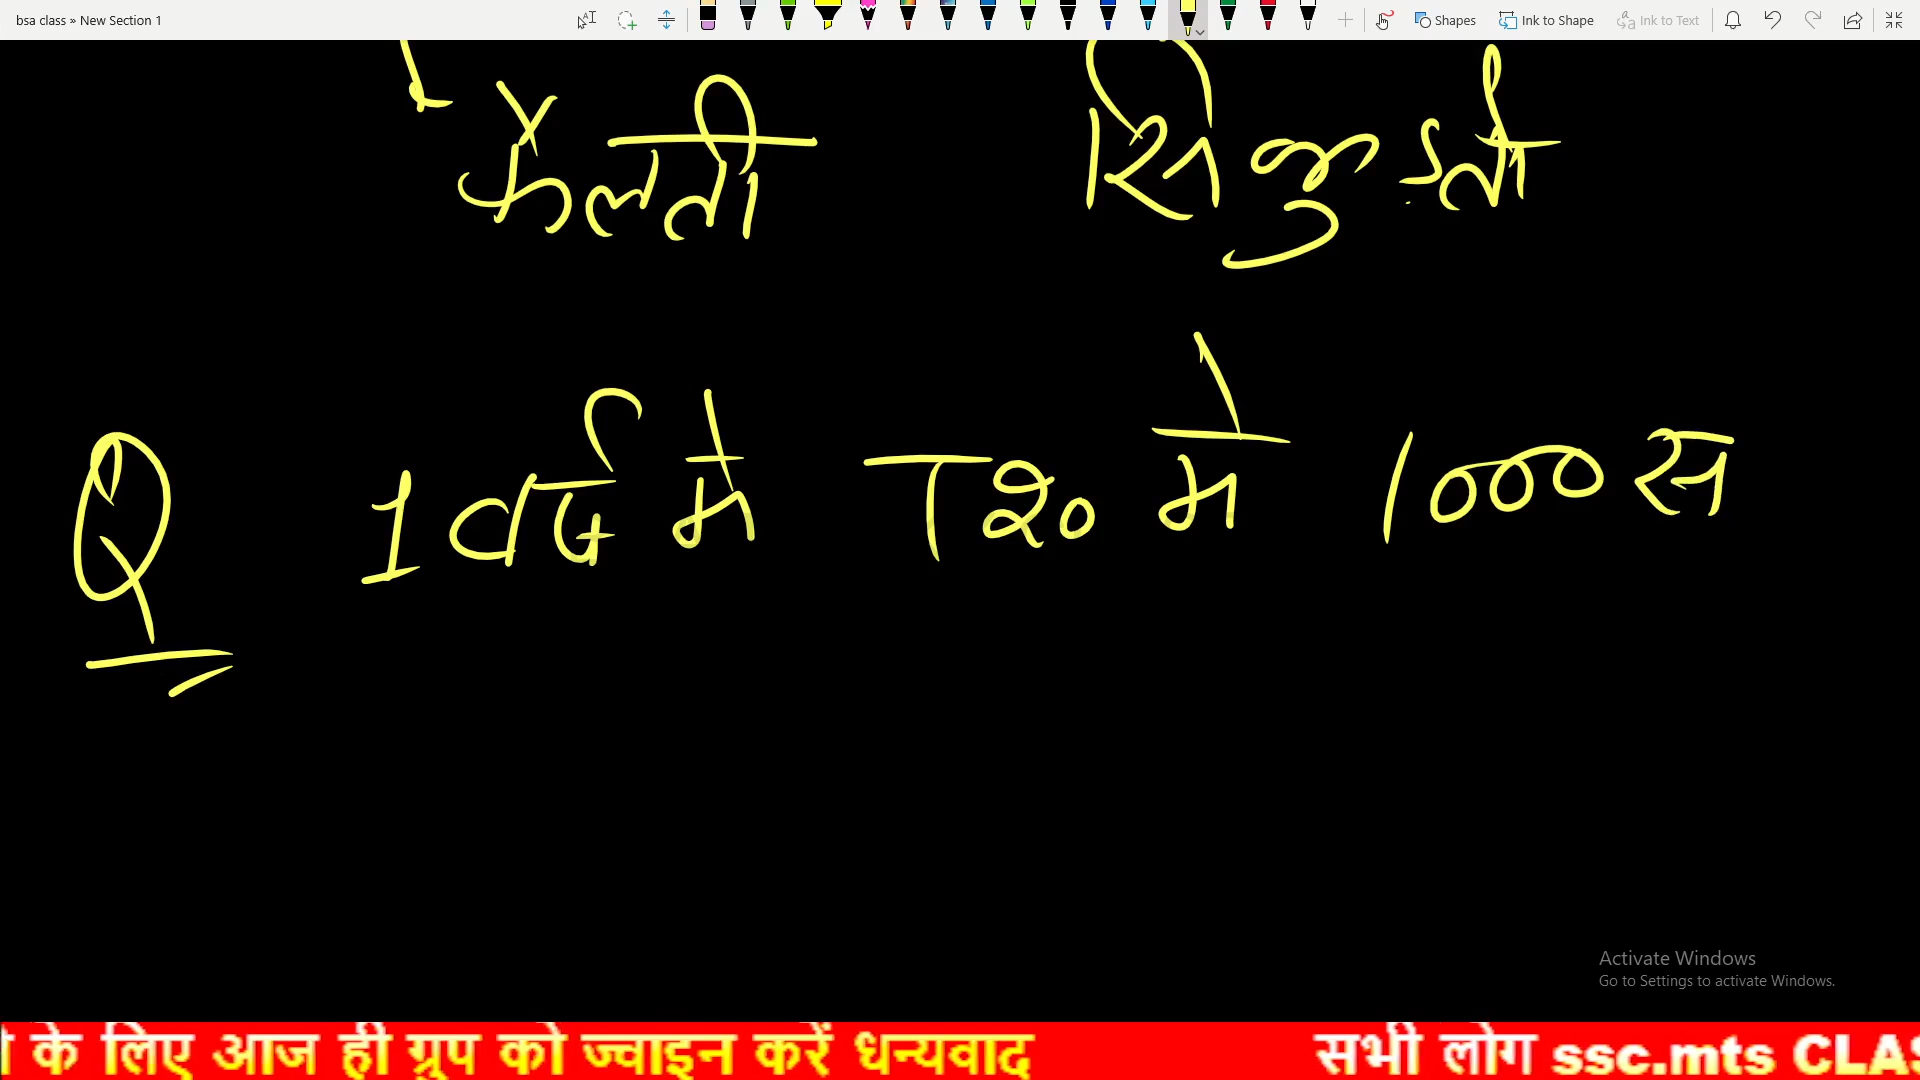 bsa class » New Section 1
Shapes
Ink to Shape
Ink to Text
फैलती सिकुड़ती
Q 1 वर्ष में T20 में 1000 स
Activate Windows
Go to Settings to activate Windows.
के लिए आज ही ग्रुप को ज्वाइन करें धन्यवाद सभी लोग ssc.mts CLAS